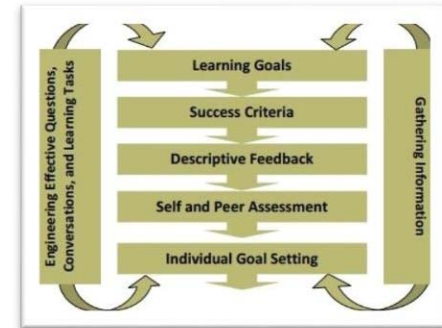 Engineering Effective Questions,
Conversations, and Learning Tasks
Learning Goals
Success Criteria
Descriptive Feedback
Self and Peer Assessment
Individual Goal Setting
Gathering Information